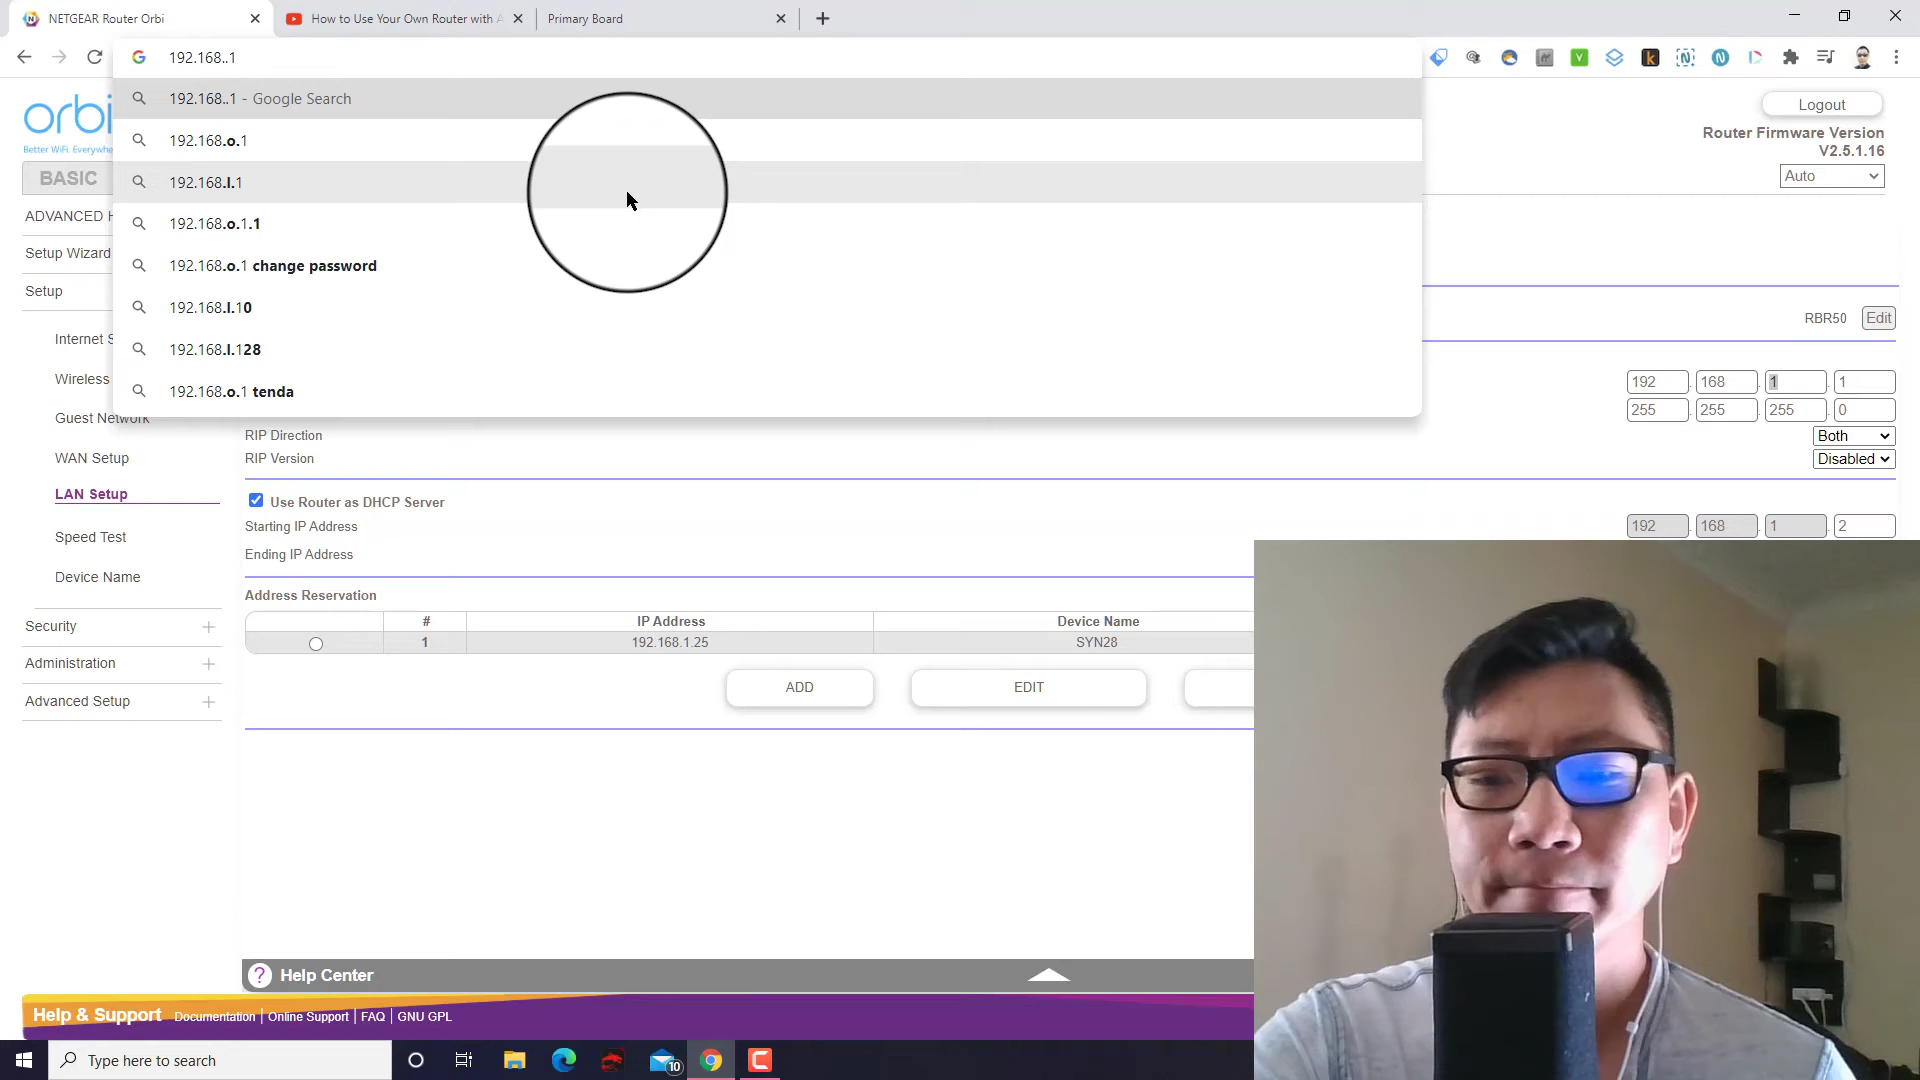 NETGEAR Router Orbi
How to Use Your Own Router with A
Primary Board
192.168..1
192.168..1 - Google Search
192.168.o.1
192.168.l.1
192.168.o.1.1
192.168.o.1 change password
192.168.l.10
192.168.l.128
192.168.o.1 tenda
orbi
Better WiFi. Everywhe
Logout
Router Firmware Version
V2.5.1.16
Auto
BASIC
ADVANCED H
Setup Wizard
Setup
Internet S
Wireless
Guest Network
WAN Setup
LAN Setup
Speed Test
Device Name
Security
Administration
Advanced Setup
RBR50 Edit
192 . 168 . 1 . 1
255 . 255 . 255 . 0
RIP Direction Both
RIP Version Disabled
Use Router as DHCP Server
Starting IP Address 192 . 168 . 1 . 2
Ending IP Address
Address Reservation
# IP Address Device Name
1 192.168.1.25 SYN28
ADD EDIT
? Help Center
Help & Support Documentation | Online Support | FAQ | GNU GPL
Type here to search
10